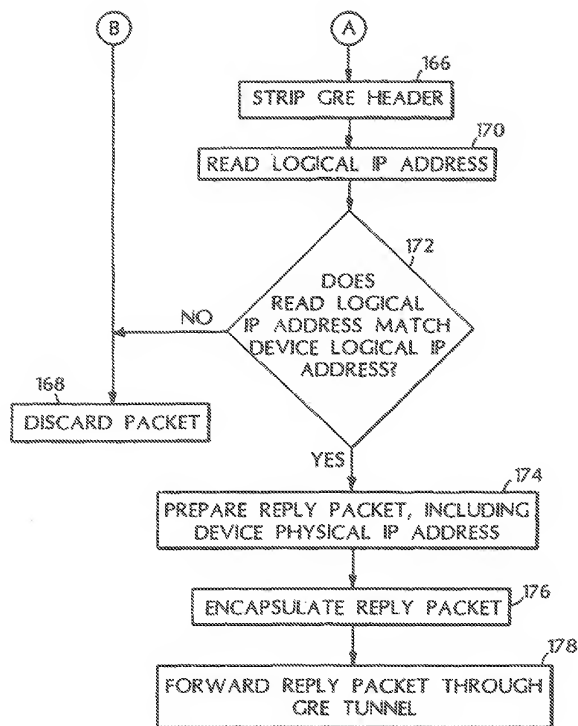 B
A
166
STRIP GRE HEADER
170
READ LOGICAL IP ADDRESS
172
DOES
READ LOGICAL
IP ADDRESS MATCH
DEVICE LOGICAL IP
ADDRESS?
NO
168
DISCARD PACKET
YES
174
PREPARE REPLY PACKET, INCLUDING
DEVICE PHYSICAL IP ADDRESS
176
ENCAPSULATE REPLY PACKET
178
FORWARD REPLY PACKET THROUGH
GRE TUNNEL